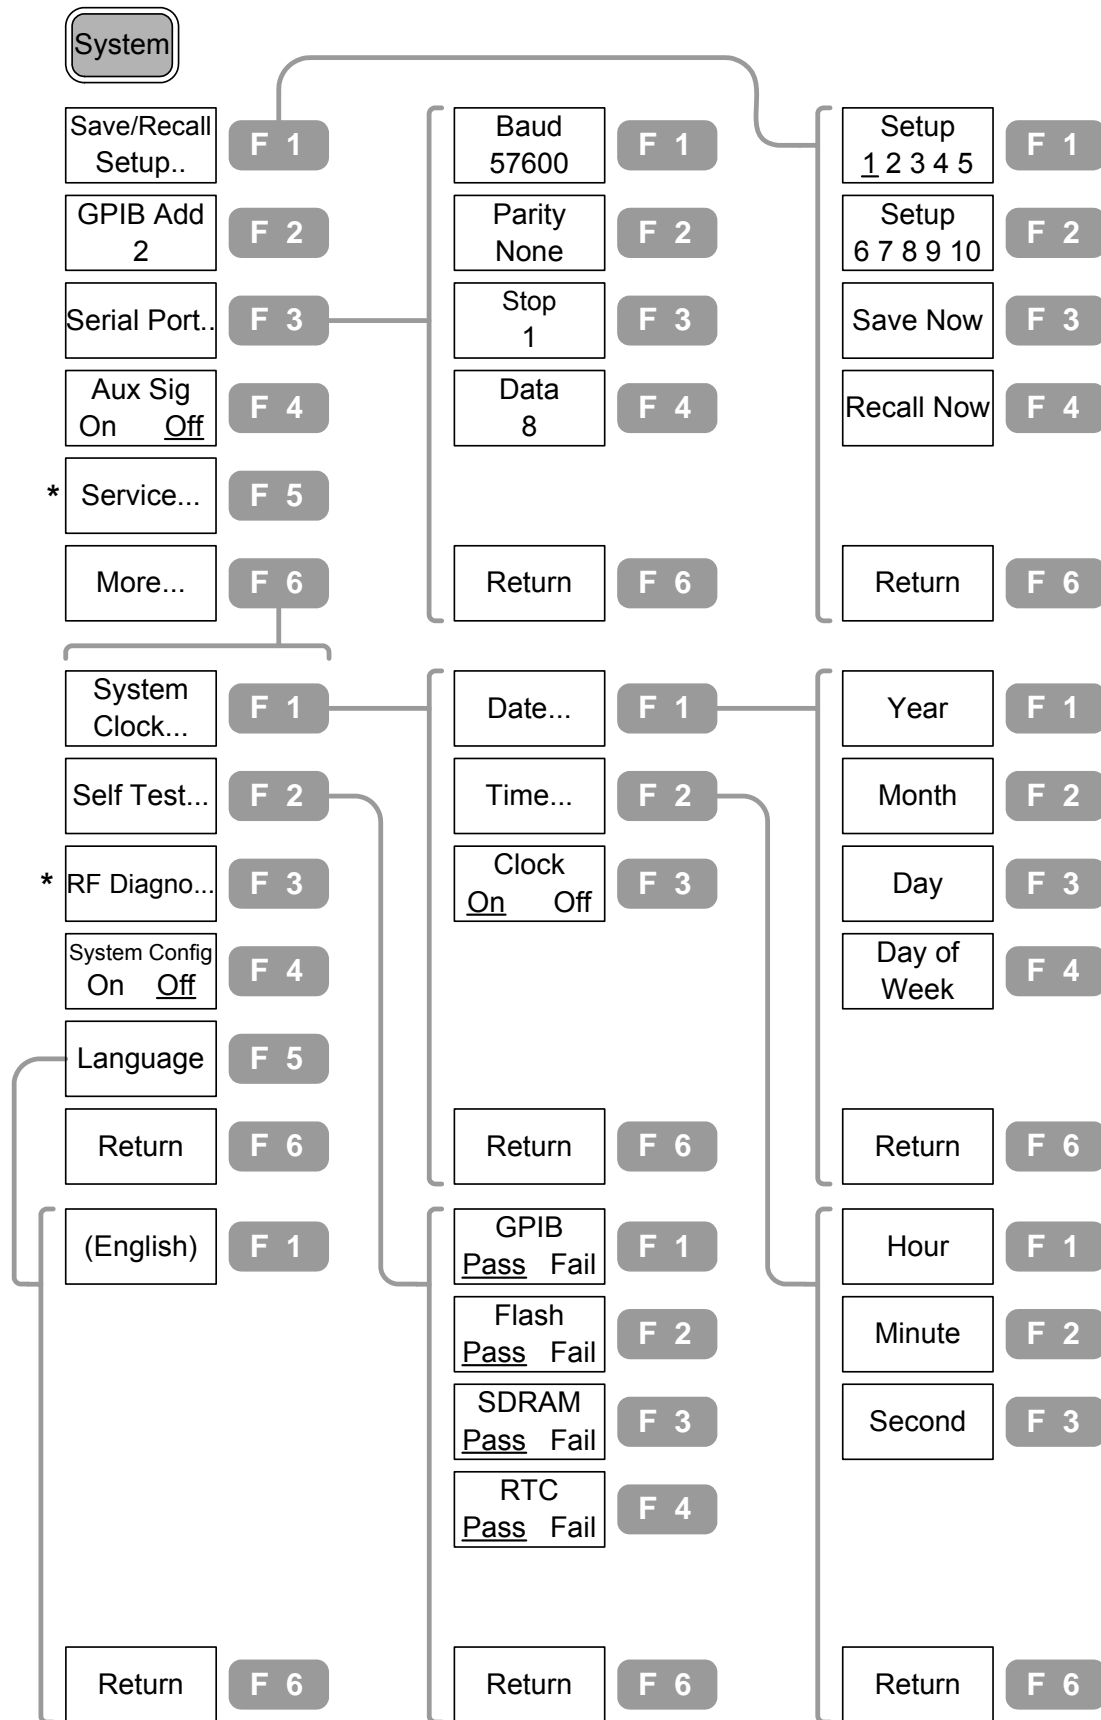 System
Save/Recall
Setup..
F 1
GPIB Add
2
F 2
Serial Port..
F 3
Aux Sig
On Off
F 4
* Service...
F 5
More...
F 6
Baud
57600
F 1
Parity
None
F 2
Stop
1
F 3
Data
8
F 4
Return
F 6
Setup
1 2 3 4 5
F 1
Setup
6 7 8 9 10
F 2
Save Now
F 3
Recall Now
F 4
Return
F 6
System
Clock...
F 1
Self Test...
F 2
* RF Diagno...
F 3
System Config
On Off
F 4
Language
F 5
Return
F 6
Date...
F 1
Time...
F 2
Clock
On Off
F 3
Return
F 6
Year
F 1
Month
F 2
Day
F 3
Day of
Week
F 4
Return
F 6
(English)
F 1
Return
F 6
GPIB
Pass Fail
F 1
Flash
Pass Fail
F 2
SDRAM
Pass Fail
F 3
RTC
Pass Fail
F 4
Return
F 6
Hour
F 1
Minute
F 2
Second
F 3
Return
F 6